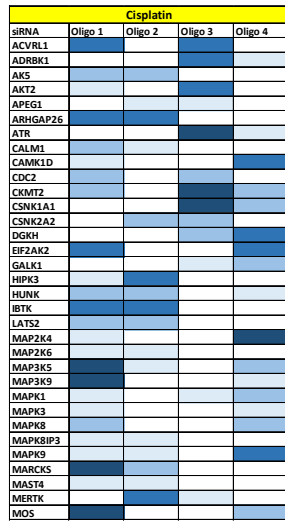 Cisplatin
siRNA Oligo 1 Oligo 2 Oligo 3 Oligo 4
ACVRL1
ADRBK1
AK5
AKT2
APEG1
ARHGAP26
ATR
CALM1
CAMK1D
CDC2
CKMT2
CSNK1A1
CSNK2A2
DGKH
EIF2AK2
GALK1
HIPK3
HUNK
IBTK
LATS2
MAP2K4
MAP2K6
MAP3K5
MAP3K9
MAPK1
MAPK3
MAPK8
MAPK8IP3
MAPK9
MARCKS
MAST4
MERTK
MOS